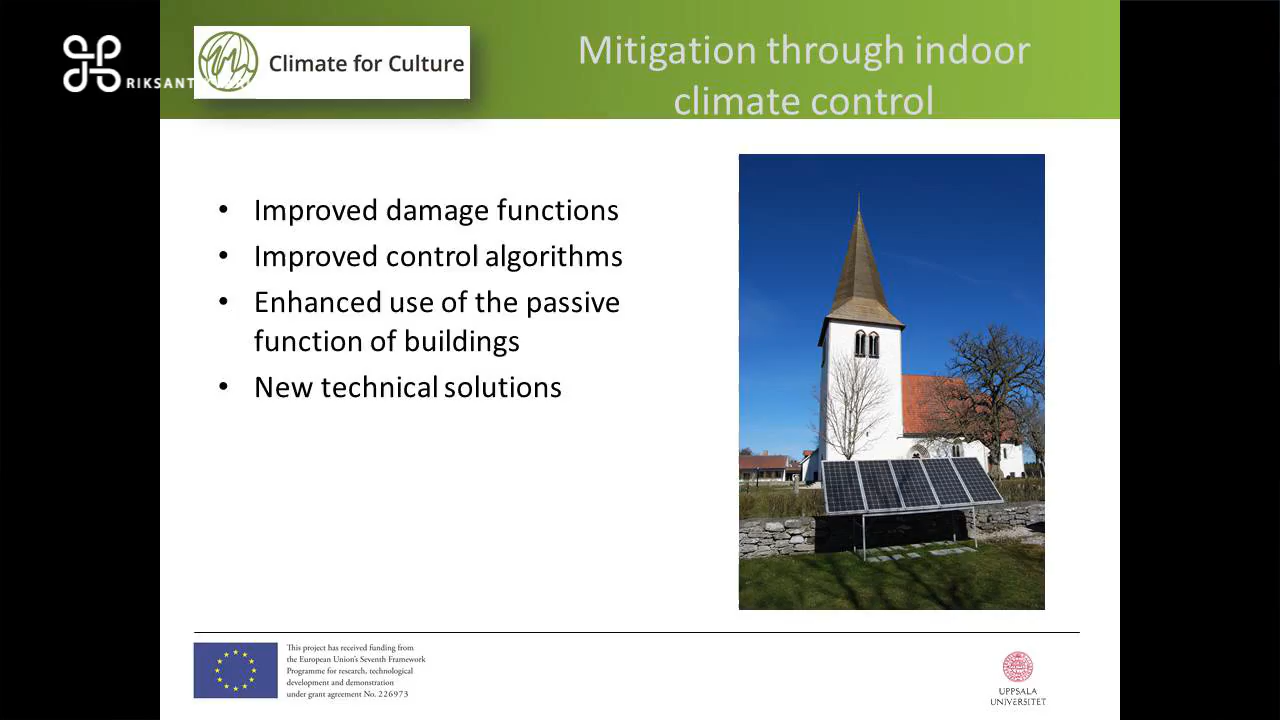 Climate for Culture
Mitigation through indoor
climate control
RIKSANT
• Improved damage functions
• Improved control algorithms
• Enhanced use of the passive
function of buildings
• New technical solutions
This project has received funding from
the European Union's Seventh Framework
Programme for research, technological
development and demonstration
under grant agreement No. 226973
UPPSALA
UNIVERSITET